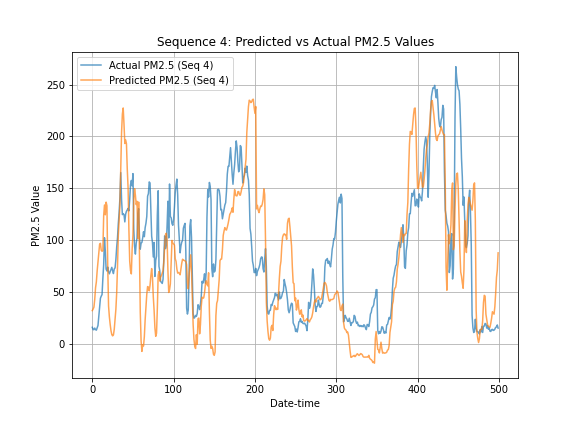 Sequence 4: Predicted vs Actual PM2.5 Values
Actual PM2.5 (Seq 4)
Predicted PM2.5 (Seq 4)
PM2.5 Value
250
200
150
100
50
0
0 100 200 300 400 500
Date-time